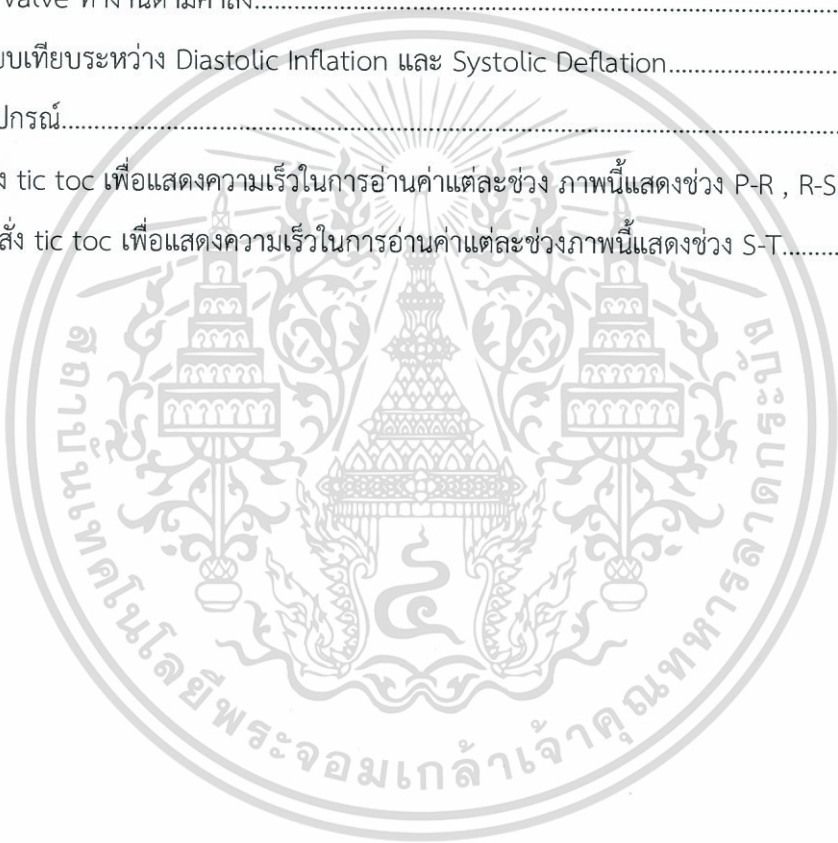 valve ทำงานตามคำสั่ง
บเทียบระหว่าง Diastolic Inflation และ Systolic Deflation
ปกรณ์
ง tic toc เพื่อแสดงความเร็วในการอ่านค่าแต่ละช่วง ภาพนี้แสดงช่วง P-R , R-S
สั่ง tic toc เพื่อแสดงความเร็วในการอ่านค่าแต่ละช่วงภาพนี้แสดงช่วง S-T
สถาบันเทคโนโลยีพระจอมเกล้าเจ้าคุณทหารลาดกระบัง